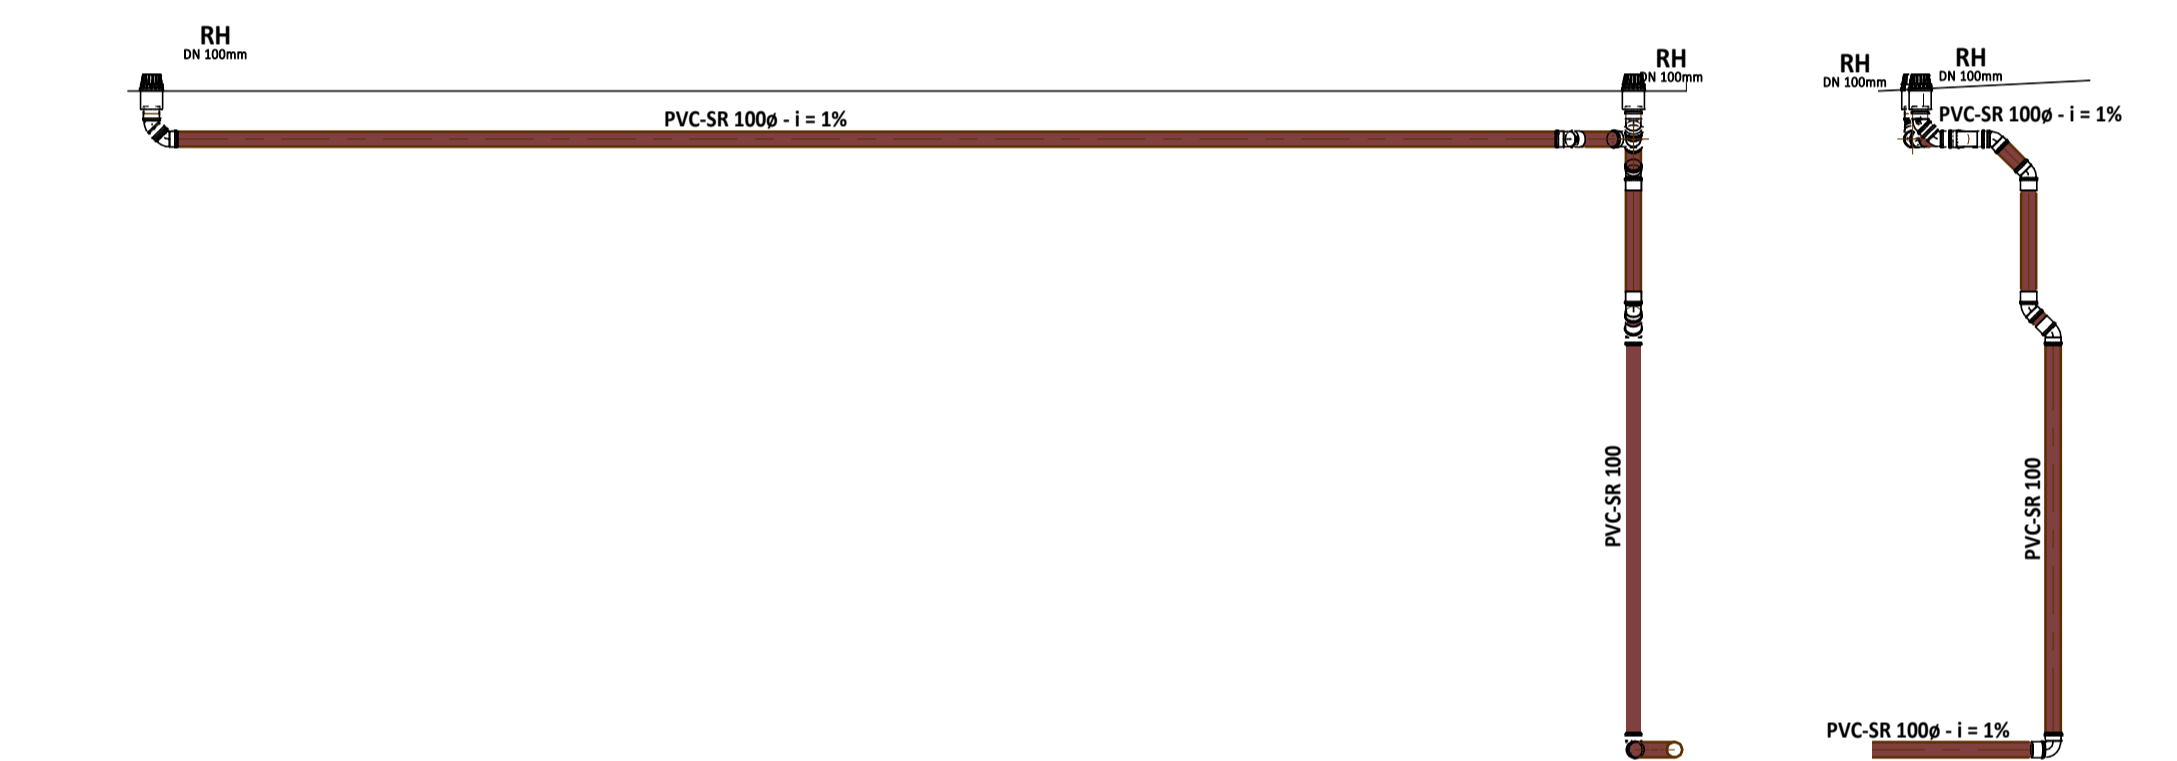 RH
DN 100mm
RH
DN 100mm
RH
DN 100mm
RH
DN 100mm
PVC-SR 100ø - i = 1%
PVC-SR 100ø - i = 1%
PVC-SR 100
PVC-SR 100
PVC-SR 100ø - i = 1%